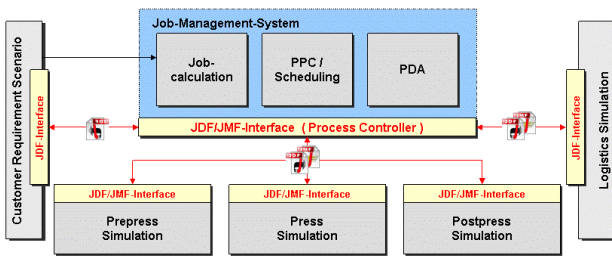 Job-Management-System
Customer Requirement Scenario
JDF-Interface
Job-
calculation
PPC /
Scheduling
PDA
JDF/JMF-Interface ( Process Controller )
JDF-Interface
Logistics Simulation
JDF/JMF-Interface
Prepress
Simulation
JDF/JMF-Interface
Press
Simulation
JDF/JMF-Interface
Postpress
Simulation